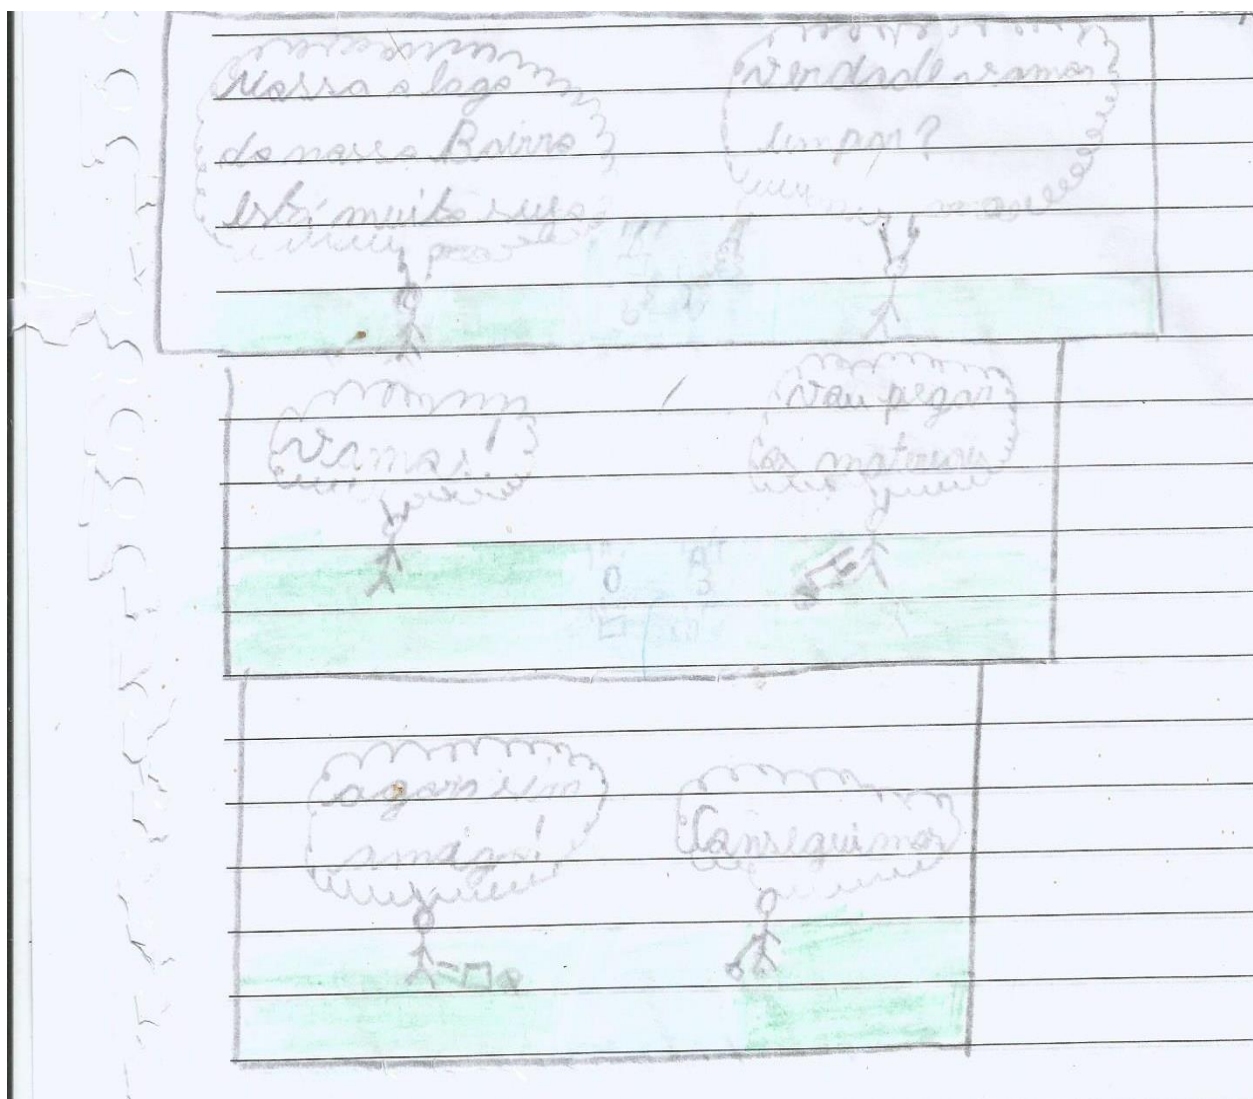 Nossa o lago
do nosso Bairro
Está muito sujo
Verdade vamos
limpar?
Vamos!
Vou pegar
os materiais
agora sim
amigo!
Conseguimos